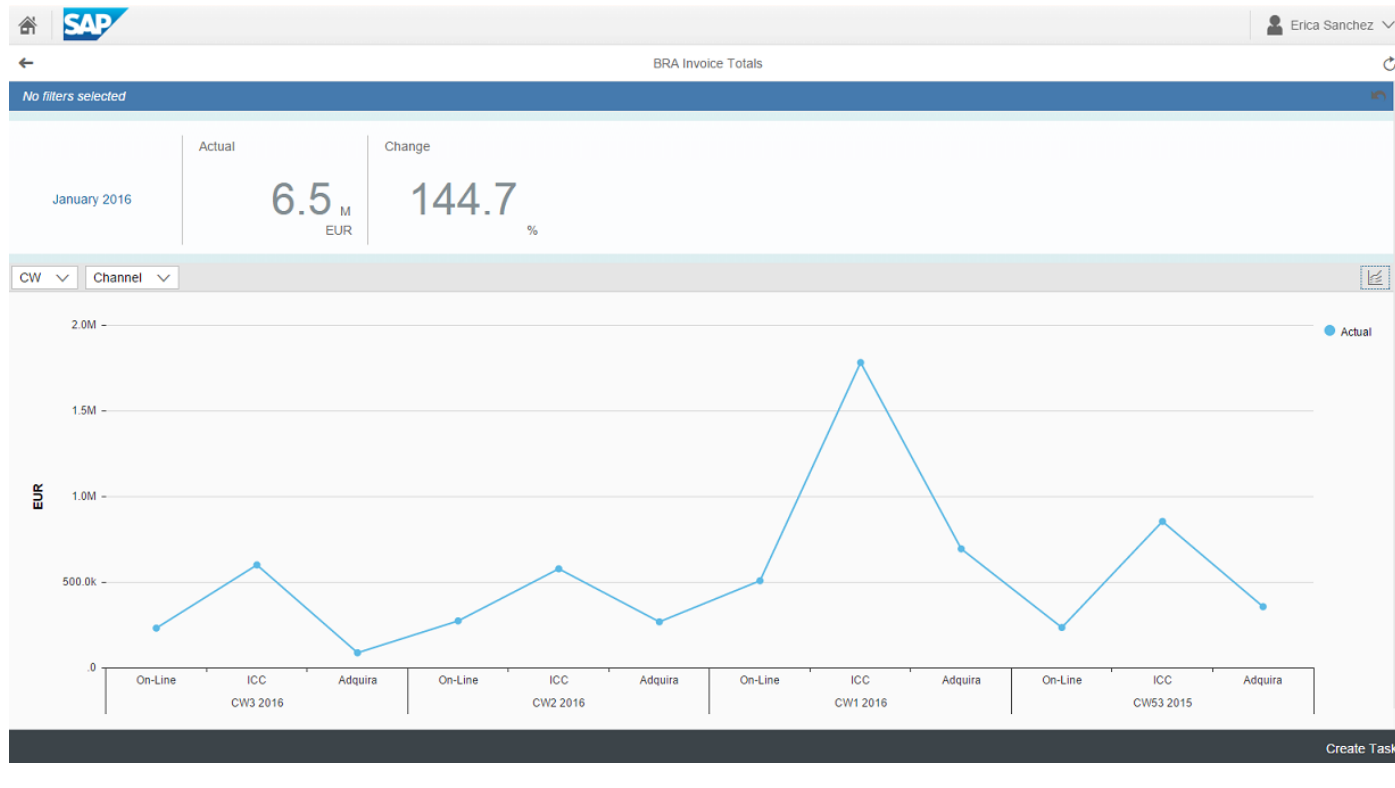 SAP
Erica Sanchez
BRA Invoice Totals
No filters selected
January 2016
Actual
6.5 M
EUR
Change
144.7
%
CW
Channel
2.0M
1.5M
1.0M
500.0k
.0
EUR
Actual
On-Line ICC Adquira On-Line ICC Adquira On-Line ICC Adquira On-Line ICC Adquira
CW3 2016 CW2 2016 CW1 2016 CW53 2015
Create Task